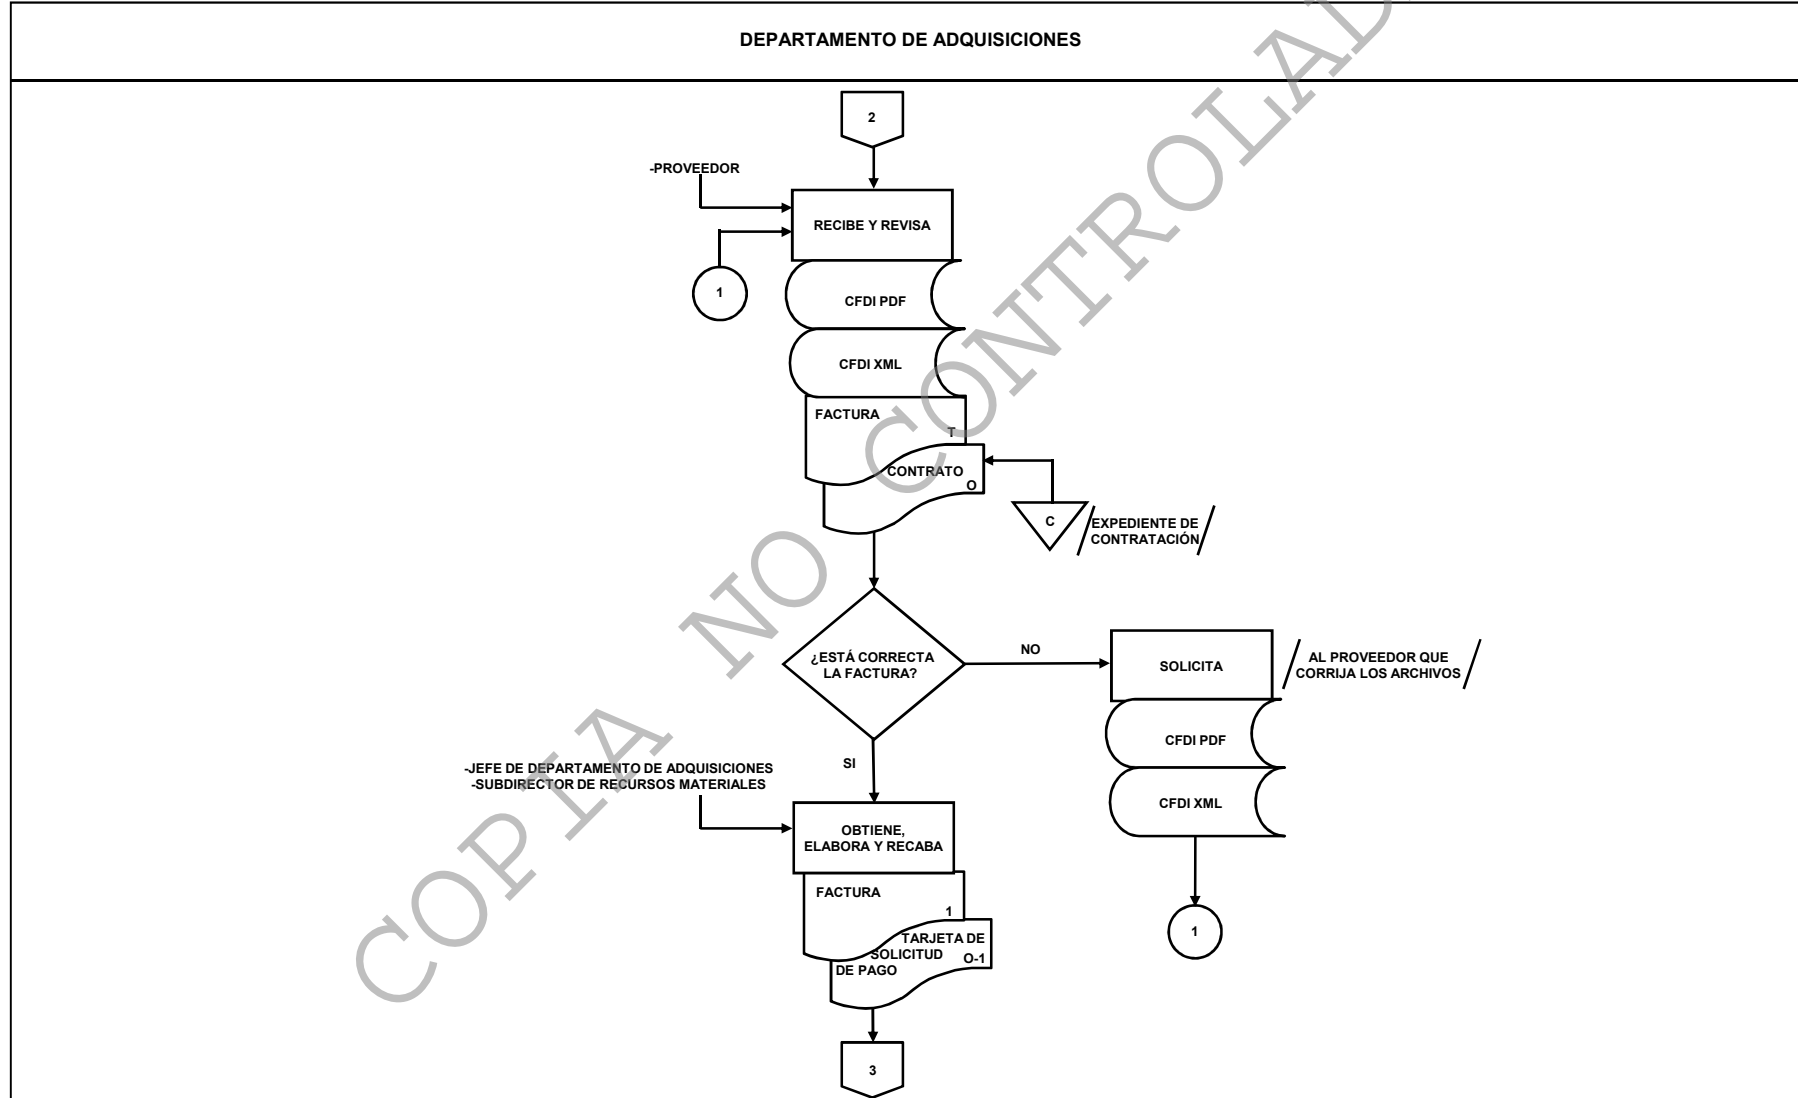 DEPARTAMENTO DE ADQUISICIONES
2
-PROVEEDOR
RECIBE Y REVISA
1
CFDI PDF
CFDI XML
FACTURA
T
CONTRATO
O
C
EXPEDIENTE DE
CONTRATACIÓN
¿ESTÁ CORRECTA
LA FACTURA?
NO
SOLICITA
AL PROVEEDOR QUE
CORRIJA LOS ARCHIVOS
CFDI PDF
CFDI XML
1
SI
-JEFE DE DEPARTAMENTO DE ADQUISICIONES
-SUBDIRECTOR DE RECURSOS MATERIALES
OBTIENE,
ELABORA Y RECABA
FACTURA
1
TARJETA DE
SOLICITUD
DE PAGO
O-1
3
COPIA NO CONTROLAD